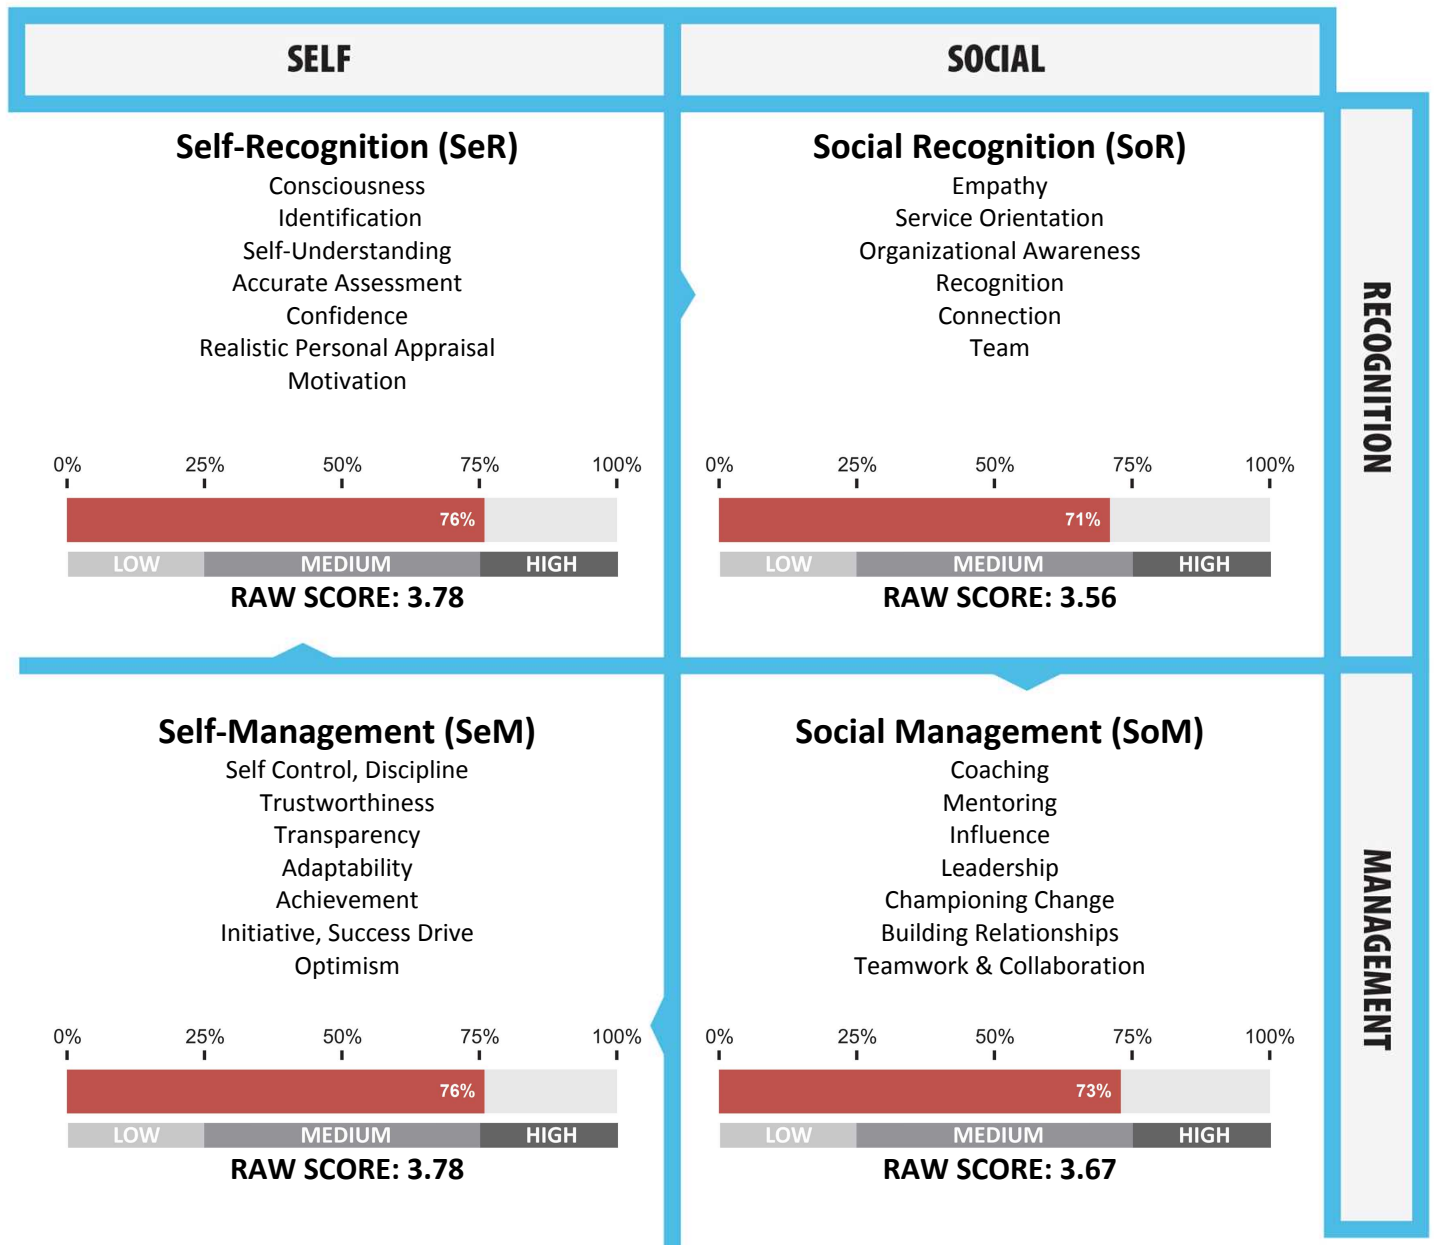 SELF
SOCIAL
RECOGNITION
MANAGEMENT
Self-Recognition (SeR)
Consciousness
Identification
Self-Understanding
Accurate Assessment
Confidence
Realistic Personal Appraisal
Motivation
0% 25% 50% 75% 100%
76%
LOW MEDIUM HIGH
RAW SCORE: 3.78
Social Recognition (SoR)
Empathy
Service Orientation
Organizational Awareness
Recognition
Connection
Team
0% 25% 50% 75% 100%
71%
LOW MEDIUM HIGH
RAW SCORE: 3.56
Self-Management (SeM)
Self Control, Discipline
Trustworthiness
Transparency
Adaptability
Achievement
Initiative, Success Drive
Optimism
0% 25% 50% 75% 100%
76%
LOW MEDIUM HIGH
RAW SCORE: 3.78
Social Management (SoM)
Coaching
Mentoring
Influence
Leadership
Championing Change
Building Relationships
Teamwork & Collaboration
0% 25% 50% 75% 100%
73%
LOW MEDIUM HIGH
RAW SCORE: 3.67